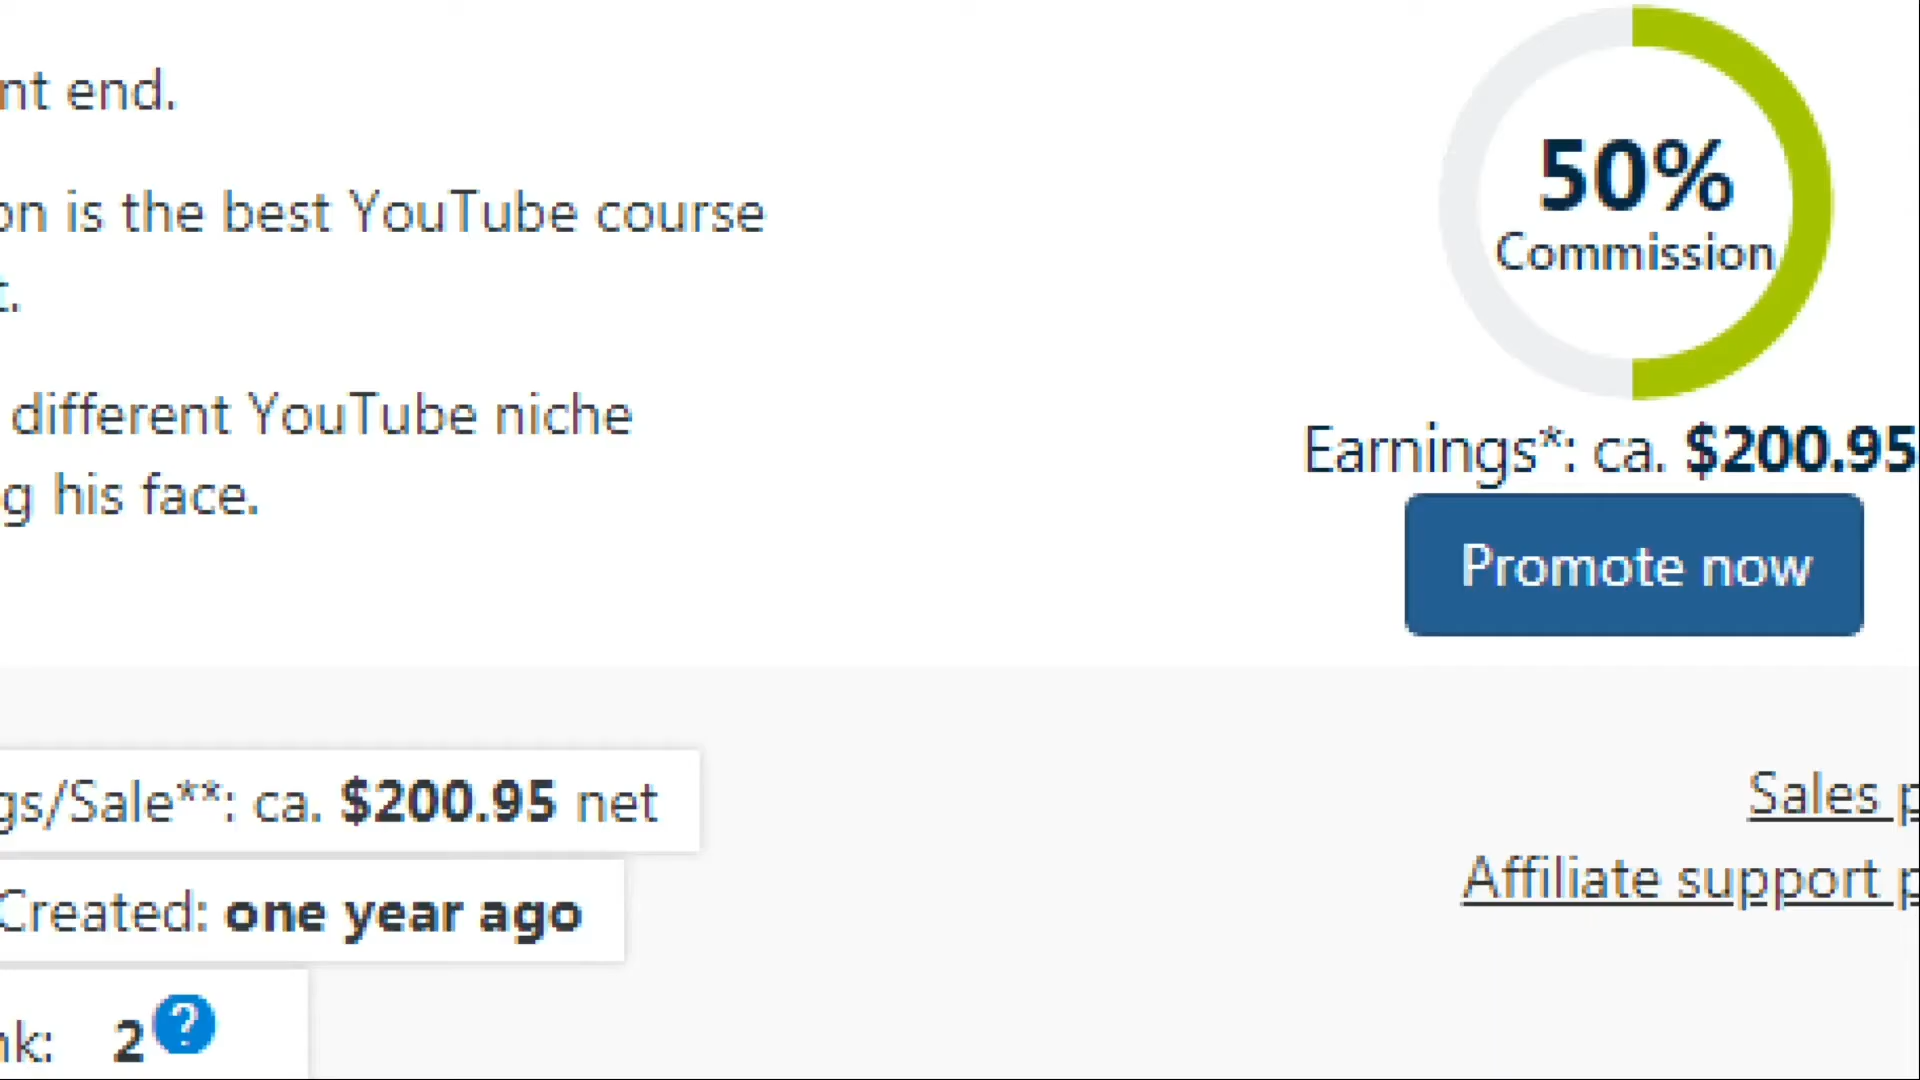 nt end.
on is the best YouTube course
t.
different YouTube niche
g his face.
50%
Commission
Earnings*: ca. $200.95
Promote now
gs/Sale**: ca. $200.95 net
Created: one year ago
nk: 2 ?
Sales p
Affiliate support p